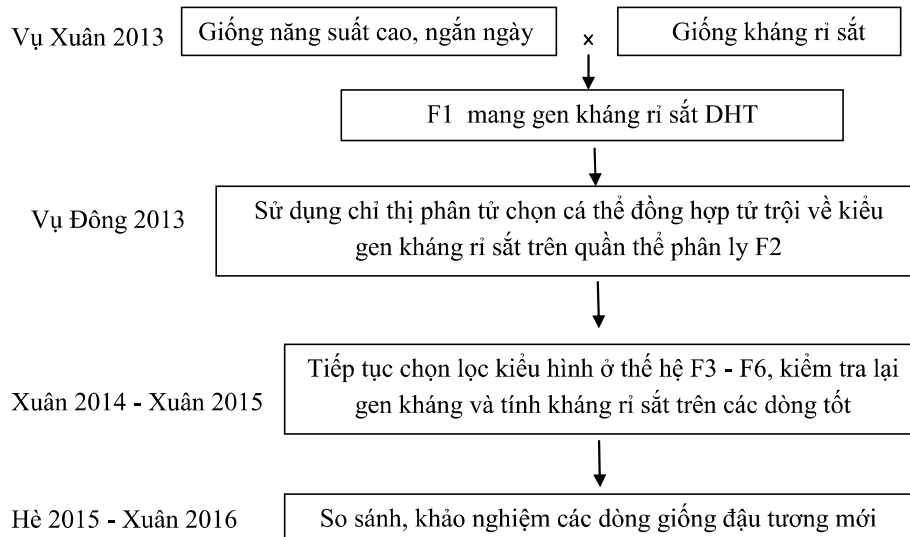 Vụ Xuân 2013
Giống năng suất cao, ngắn ngày
x
Giống kháng rỉ sắt
F1 mang gen kháng rỉ sắt DHT
Vụ Đông 2013
Sử dụng chỉ thị phân tử chọn cá thể đồng hợp tử trội về kiểu
gen kháng rỉ sắt trên quần thể phân ly F2
Xuân 2014 - Xuân 2015
Tiếp tục chọn lọc kiểu hình ở thế hệ F3 - F6, kiểm tra lại
gen kháng và tính kháng rỉ sắt trên các dòng tốt
Hè 2015 - Xuân 2016
So sánh, khảo nghiệm các dòng giống đậu tương mới